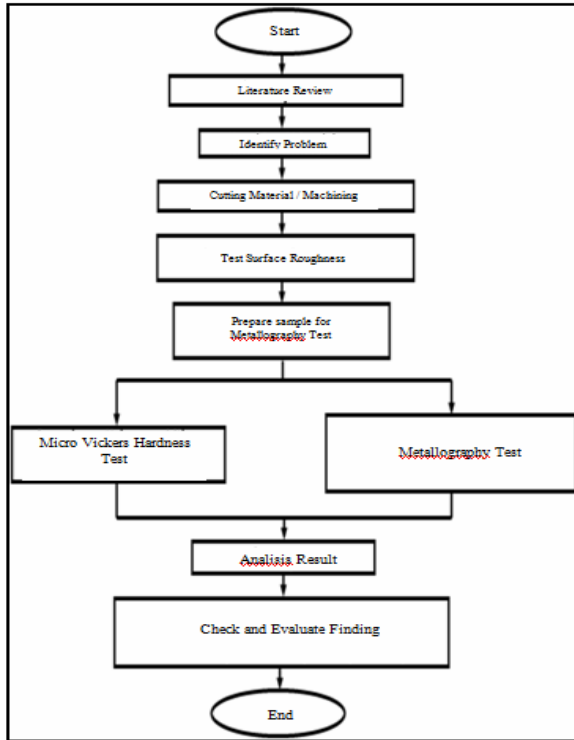 Start
Literature Review
Identify Problem
Cutting Material / Machining
Test Surface Roughness
Prepare sample for
Metallography Test
Micro Vickers Hardness
Test
Metallography Test
Analisis Result
Check and Evaluate Finding
End